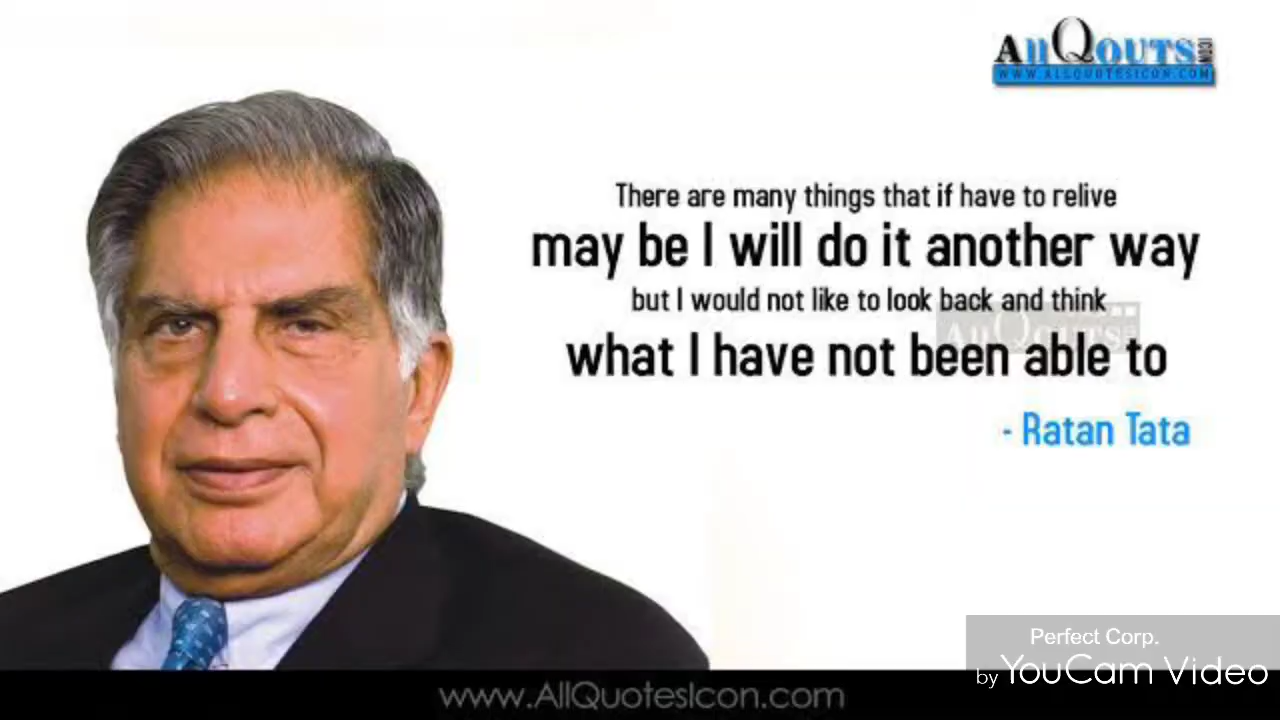 AllQOUTS ICON
WWW.ALLQUOTESICON.COM
There are many things that if have to relive
may be I will do it another way
but I would not like to look back and think
AllQOUTS
what I have not been able to
- Ratan Tata
Perfect Corp.
by YouCam Video
www.AllQuotesIcon.com